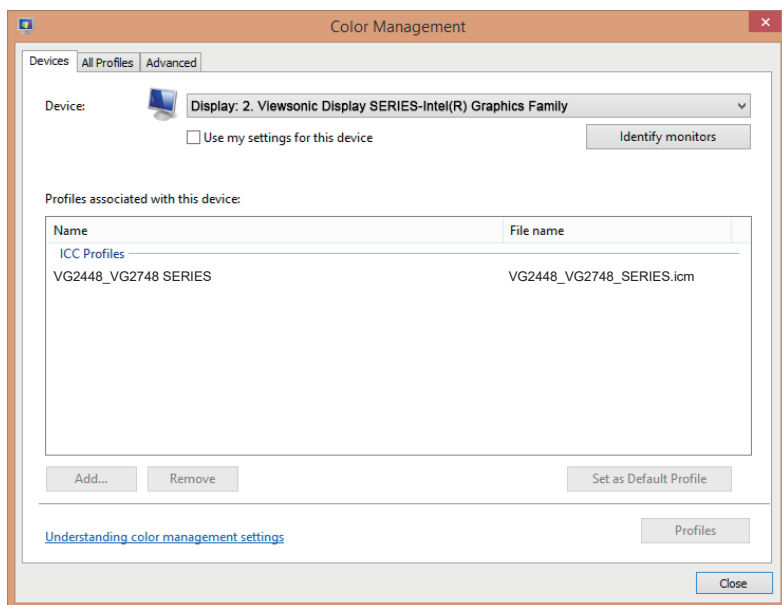 Color Management
Devices All Profiles Advanced
Device: Display: 2. Viewsonic Display SERIES-Intel(R) Graphics Family
Use my settings for this device Identify monitors
Profiles associated with this device:
Name File name
ICC Profiles
VG2448_VG2748 SERIES VG2448_VG2748_SERIES.icm
Add... Remove Set as Default Profile
Understanding color management settings Profiles
Close